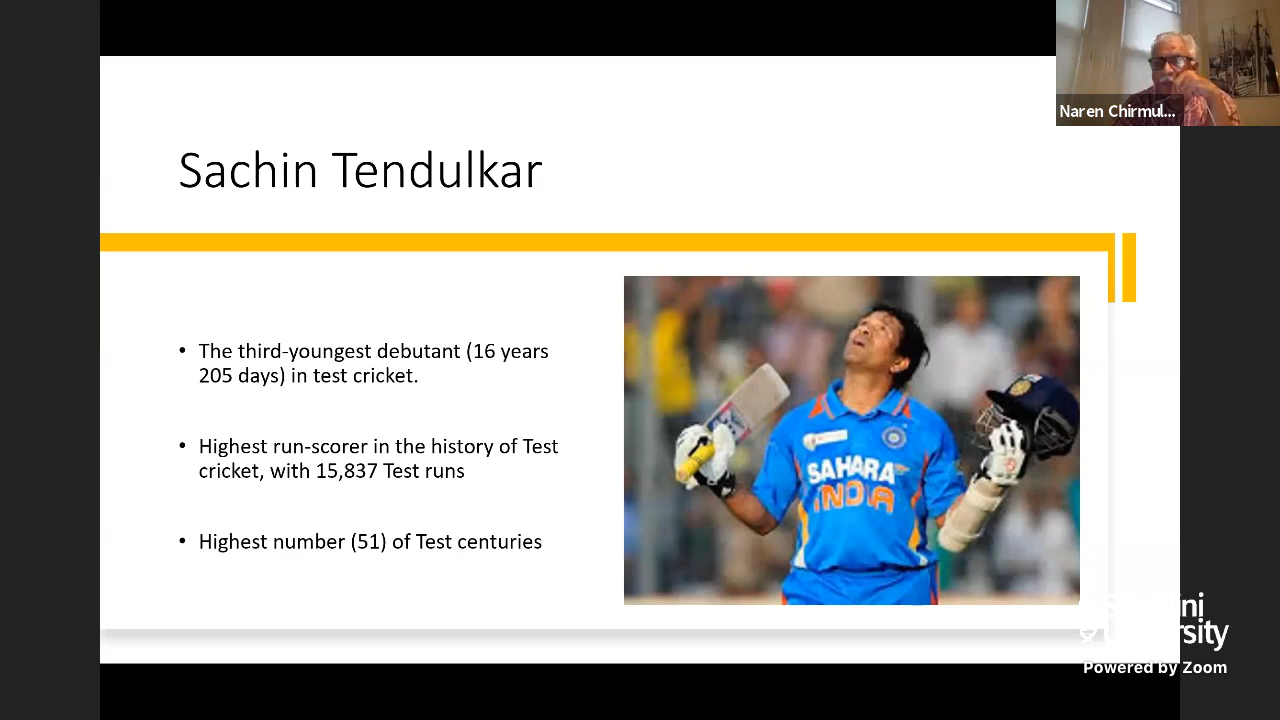 Naren Chirmul...
Sachin Tendulkar
• The third-youngest debutant (16 years
205 days) in test cricket.
• Highest run-scorer in the history of Test
cricket, with 15,837 Test runs
• Highest number (51) of Test centuries
SAHARA
INDIA
Powered by Zoom